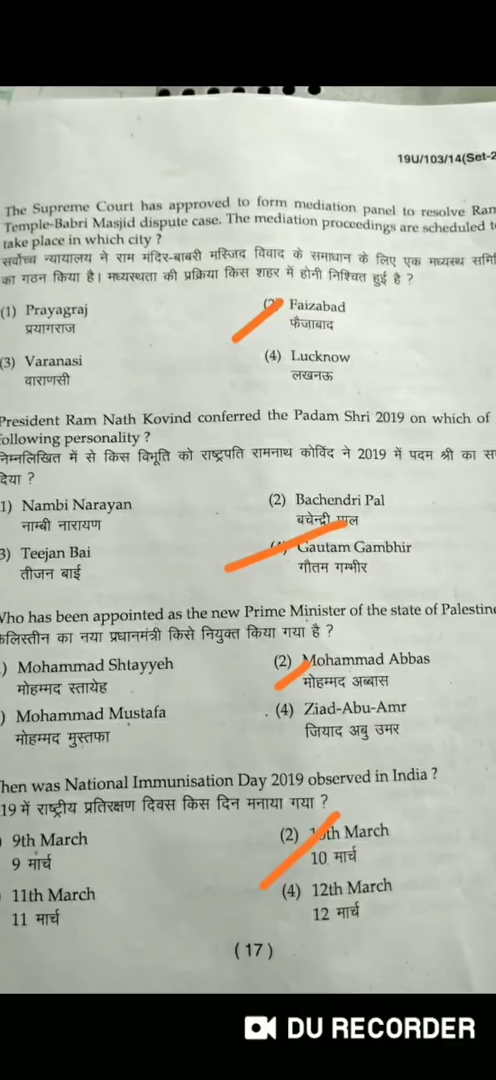 19U/103/14(Set-2
The Supreme Court has approved to form mediation panel to resolve Ram
Temple-Babri Masjid dispute case. The mediation proceedings are scheduled t
take place in which city ?
सर्वोच्च न्यायालय ने राम मंदिर-बाबरी मस्जिद विवाद के समाधान के लिए एक मध्यस्थ समि
का गठन किया है। मध्यस्थता की प्रक्रिया किस शहर में होनी निश्चित हुई है ?
(1) Prayagraj (2) Faizabad
प्रयागराज फैजाबाद
(3) Varanasi (4) Lucknow
वाराणसी लखनऊ
President Ram Nath Kovind conferred the Padam Shri 2019 on which of
ollowing personality ?
निम्नलिखित में से किस विभूति को राष्ट्रपति रामनाथ कोविंद ने 2019 में पदम श्री का स
दिया ?
1) Nambi Narayan (2) Bachendri Pal
नाम्बी नारायण बचेन्द्री पाल
3) Teejan Bai (4) Gautam Gambhir
तीजन बाई गौतम गम्भीर
Who has been appointed as the new Prime Minister of the state of Palestine
फिलिस्तीन का नया प्रधानमंत्री किसे नियुक्त किया गया है ?
) Mohammad Shtayyeh (2) Mohammad Abbas
मोहम्मद स्तायेह मोहम्मद अब्बास
) Mohammad Mustafa (4) Ziad-Abu-Amr
मोहम्मद मुस्तफा जियाद अबु उमर
hen was National Immunisation Day 2019 observed in India ?
19 में राष्ट्रीय प्रतिरक्षण दिवस किस दिन मनाया गया ?
9th March (2) 10th March
9 मार्च 10 मार्च
11th March (4) 12th March
11 मार्च 12 मार्च
(17)
DU RECORDER